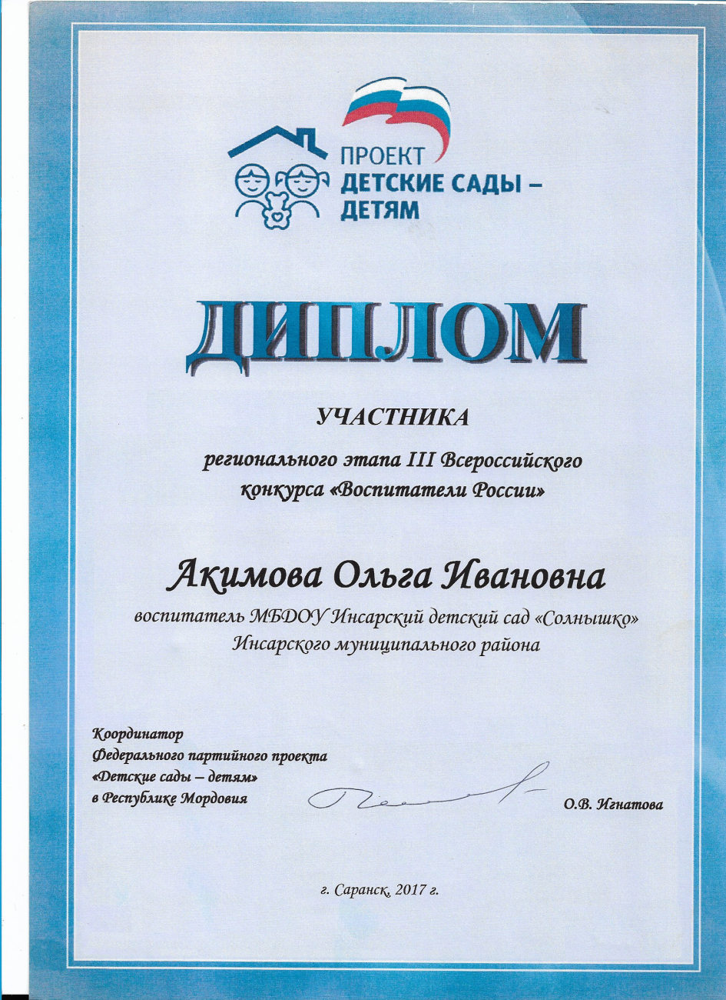 ПРОЕКТ
ДЕТСКИЕ САДЫ –
ДЕТЯМ
ДИПЛОМ
УЧАСТНИКА
регионального этапа III Всероссийского
конкурса «Воспитатели России»
Акимова Ольга Ивановна
воспитатель МБДОУ Инсарский детский сад «Солнышко»
Инсарского муниципального района
Координатор
Федерального партийного проекта
«Детские сады – детям»
в Республике Мордовия
О.В. Игнатова
г. Саранск, 2017 г.